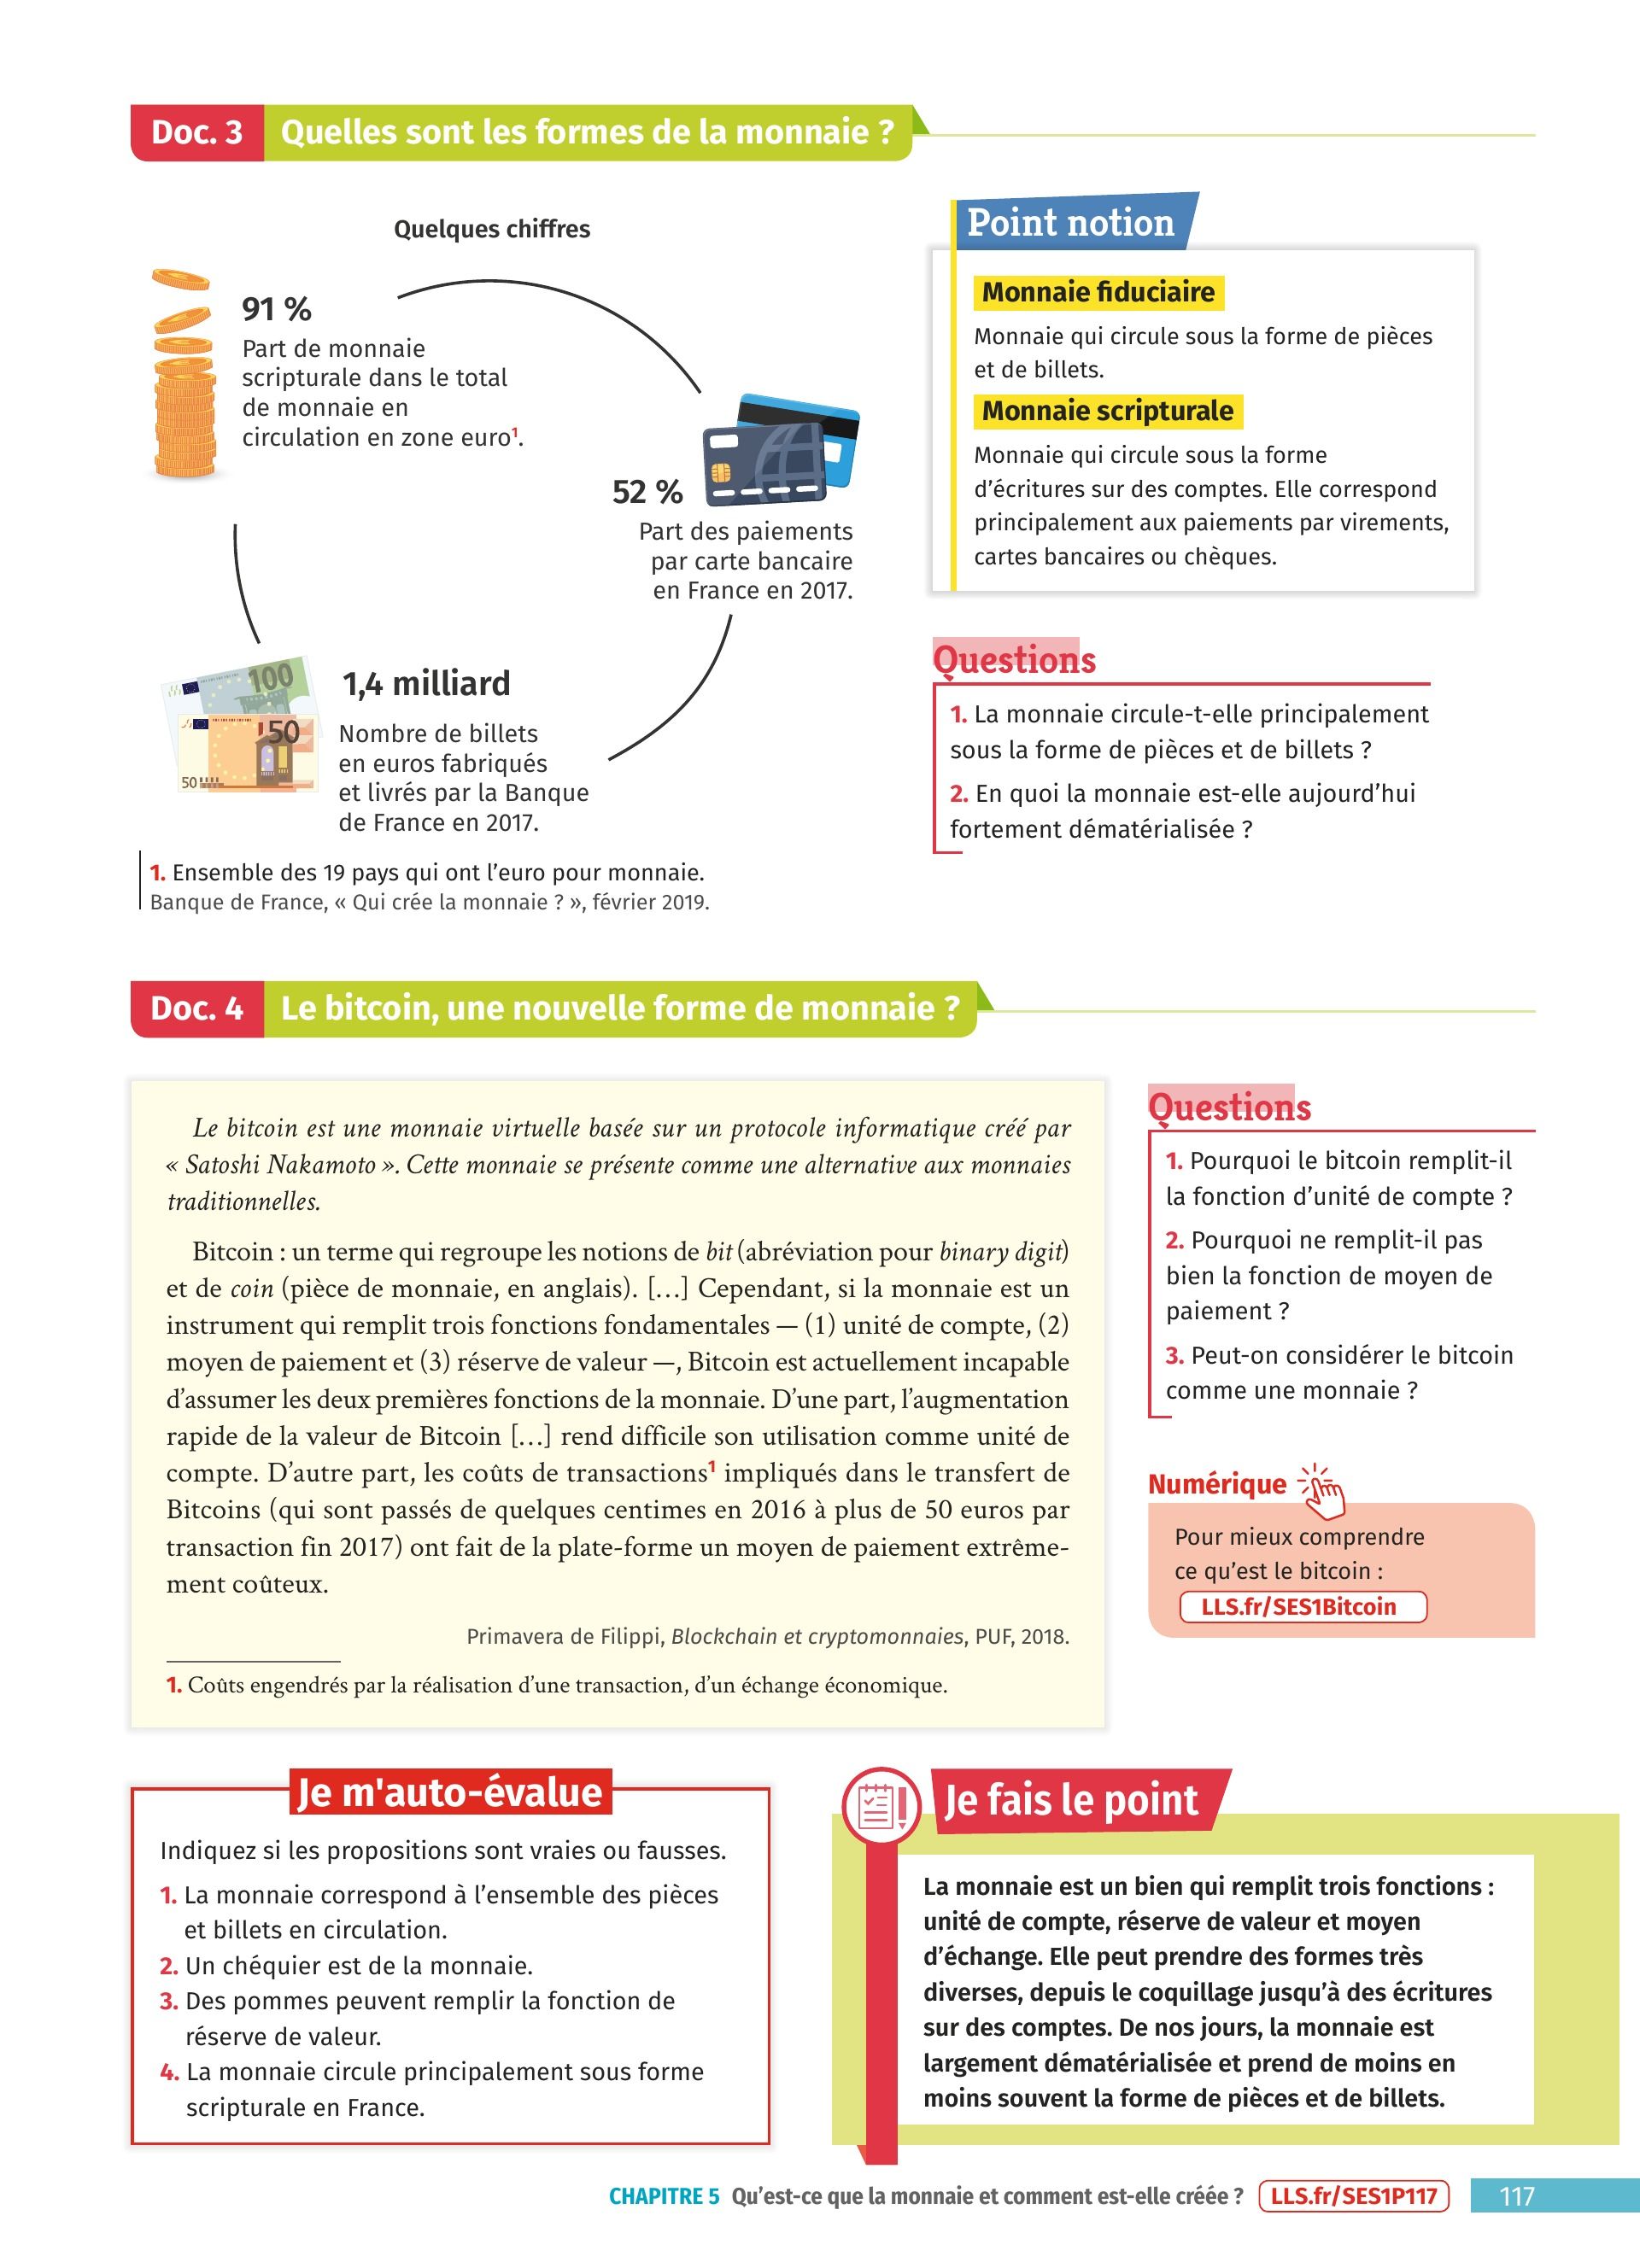 Doc. 3 Quelles sont les formes de la monnaie ?
Quelques chiffres
91 %
Part de monnaie
scripturale dans le total
de monnaie en
circulation en zone euro¹.
52 %
Part des paiements
par carte bancaire
en France en 2017.
100
50
50
1,4 milliard
Nombre de billets
en euros fabriqués
et livrés par la Banque
de France en 2017.
1. Ensemble des 19 pays qui ont l'euro pour monnaie.
Banque de France, « Qui crée la monnaie ? », février 2019.
Point notion
Monnaie fiduciaire
Monnaie qui circule sous la forme de pièces
et de billets.
Monnaie scripturale
Monnaie qui circule sous la forme
d'écritures sur des comptes. Elle correspond
principalement aux paiements par virements,
cartes bancaires ou chèques.
Questions
1. La monnaie circule-t-elle principalement
sous la forme de pièces et de billets ?
2. En quoi la monnaie est-elle aujourd'hui
fortement dématérialisée ?
Doc. 4 Le bitcoin, une nouvelle forme de monnaie ?
Le bitcoin est une monnaie virtuelle basée sur un protocole informatique créé par
« Satoshi Nakamoto ». Cette monnaie se présente comme une alternative aux monnaies
traditionnelles.
Bitcoin : un terme qui regroupe les notions de bit (abréviation pour binary digit)
et de coin (pièce de monnaie, en anglais). […] Cependant, si la monnaie est un
instrument qui remplit trois fonctions fondamentales — (1) unité de compte, (2)
moyen de paiement et (3) réserve de valeur —, Bitcoin est actuellement incapable
d'assumer les deux premières fonctions de la monnaie. D'une part, l'augmentation
rapide de la valeur de Bitcoin […] rend difficile son utilisation comme unité de
compte. D'autre part, les coûts de transactions¹ impliqués dans le transfert de
Bitcoins (qui sont passés de quelques centimes en 2016 à plus de 50 euros par
transaction fin 2017) ont fait de la plate-forme un moyen de paiement extrême-
ment coûteux.
Primavera de Filippi, Blockchain et cryptomonnaies, PUF, 2018.
1. Coûts engendrés par la réalisation d'une transaction, d'un échange économique.
Questions
1. Pourquoi le bitcoin remplit-il
la fonction d'unité de compte ?
2. Pourquoi ne remplit-il pas
bien la fonction de moyen de
paiement ?
3. Peut-on considérer le bitcoin
comme une monnaie ?
Numérique
Pour mieux comprendre
ce qu'est le bitcoin :
LLS.fr/SES1Bitcoin
Je m'auto-évalue
Indiquez si les propositions sont vraies ou fausses.
1. La monnaie correspond à l'ensemble des pièces
et billets en circulation.
2. Un chéquier est de la monnaie.
3. Des pommes peuvent remplir la fonction de
réserve de valeur.
4. La monnaie circule principalement sous forme
scripturale en France.
Je fais le point
La monnaie est un bien qui remplit trois fonctions :
unité de compte, réserve de valeur et moyen
d'échange. Elle peut prendre des formes très
diverses, depuis le coquillage jusqu'à des écritures
sur des comptes. De nos jours, la monnaie est
largement dématérialisée et prend de moins en
moins souvent la forme de pièces et de billets.
CHAPITRE 5 Qu'est-ce que la monnaie et comment est-elle créée ? LLS.fr/SES1P117 117